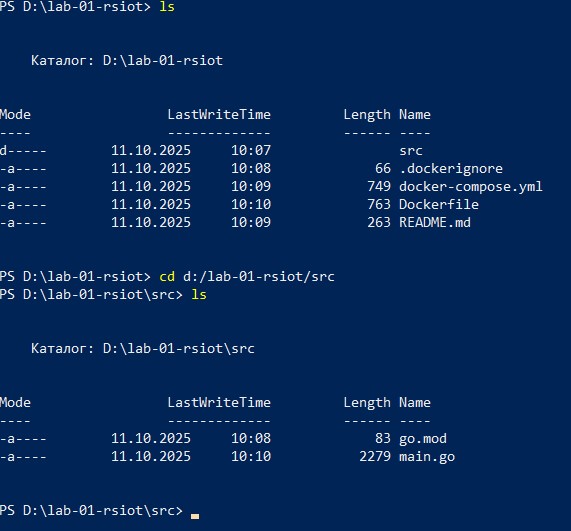 PS D:\lab-01-rsiot> ls
Каталог: D:\lab-01-rsiot
Mode LastWriteTime Length Name
---- ------------- ------ ----
d----- 11.10.2025 10:07 src
-a---- 11.10.2025 10:08 66 .dockerignore
-a---- 11.10.2025 10:09 749 docker-compose.yml
-a---- 11.10.2025 10:10 763 Dockerfile
-a---- 11.10.2025 10:09 263 README.md
PS D:\lab-01-rsiot> cd d:/lab-01-rsiot/src
PS D:\lab-01-rsiot\src> ls
Каталог: D:\lab-01-rsiot\src
Mode LastWriteTime Length Name
---- ------------- ------ ----
-a---- 11.10.2025 10:08 83 go.mod
-a---- 11.10.2025 10:10 2279 main.go
PS D:\lab-01-rsiot\src>